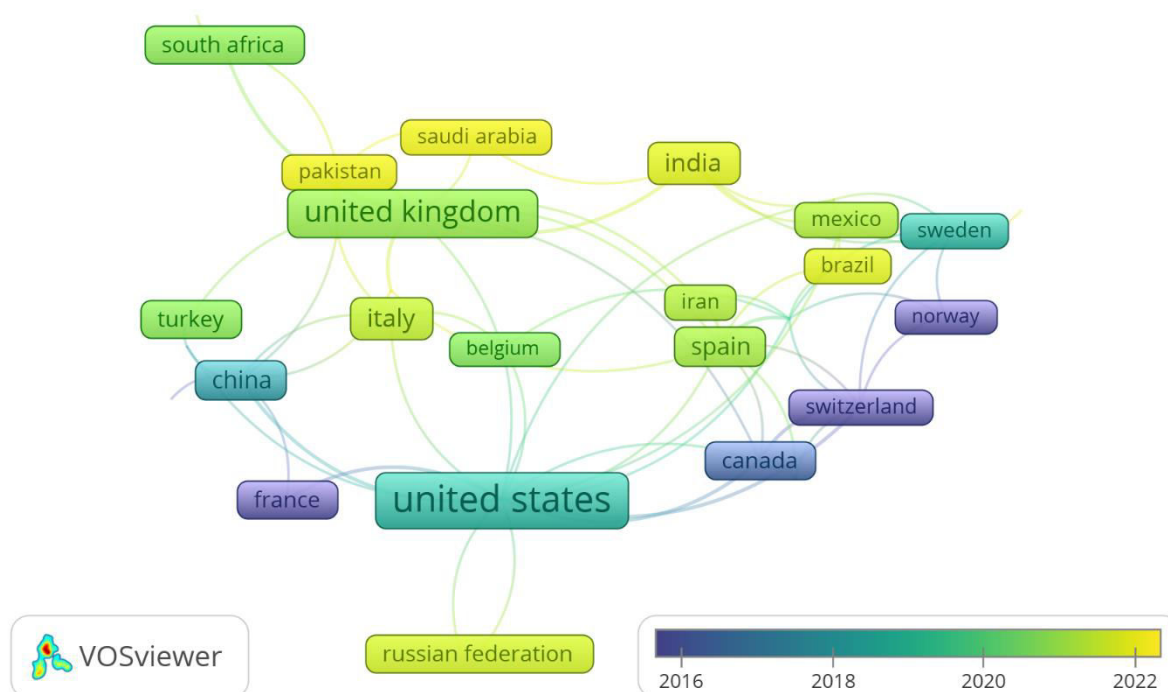 south africa
saudi arabia
pakistan
india
united kingdom
mexico
sweden
brazil
iran
norway
turkey
italy
belgium
spain
china
switzerland
canada
france
united states
russian federation
VOSviewer
2016 2018 2020 2022